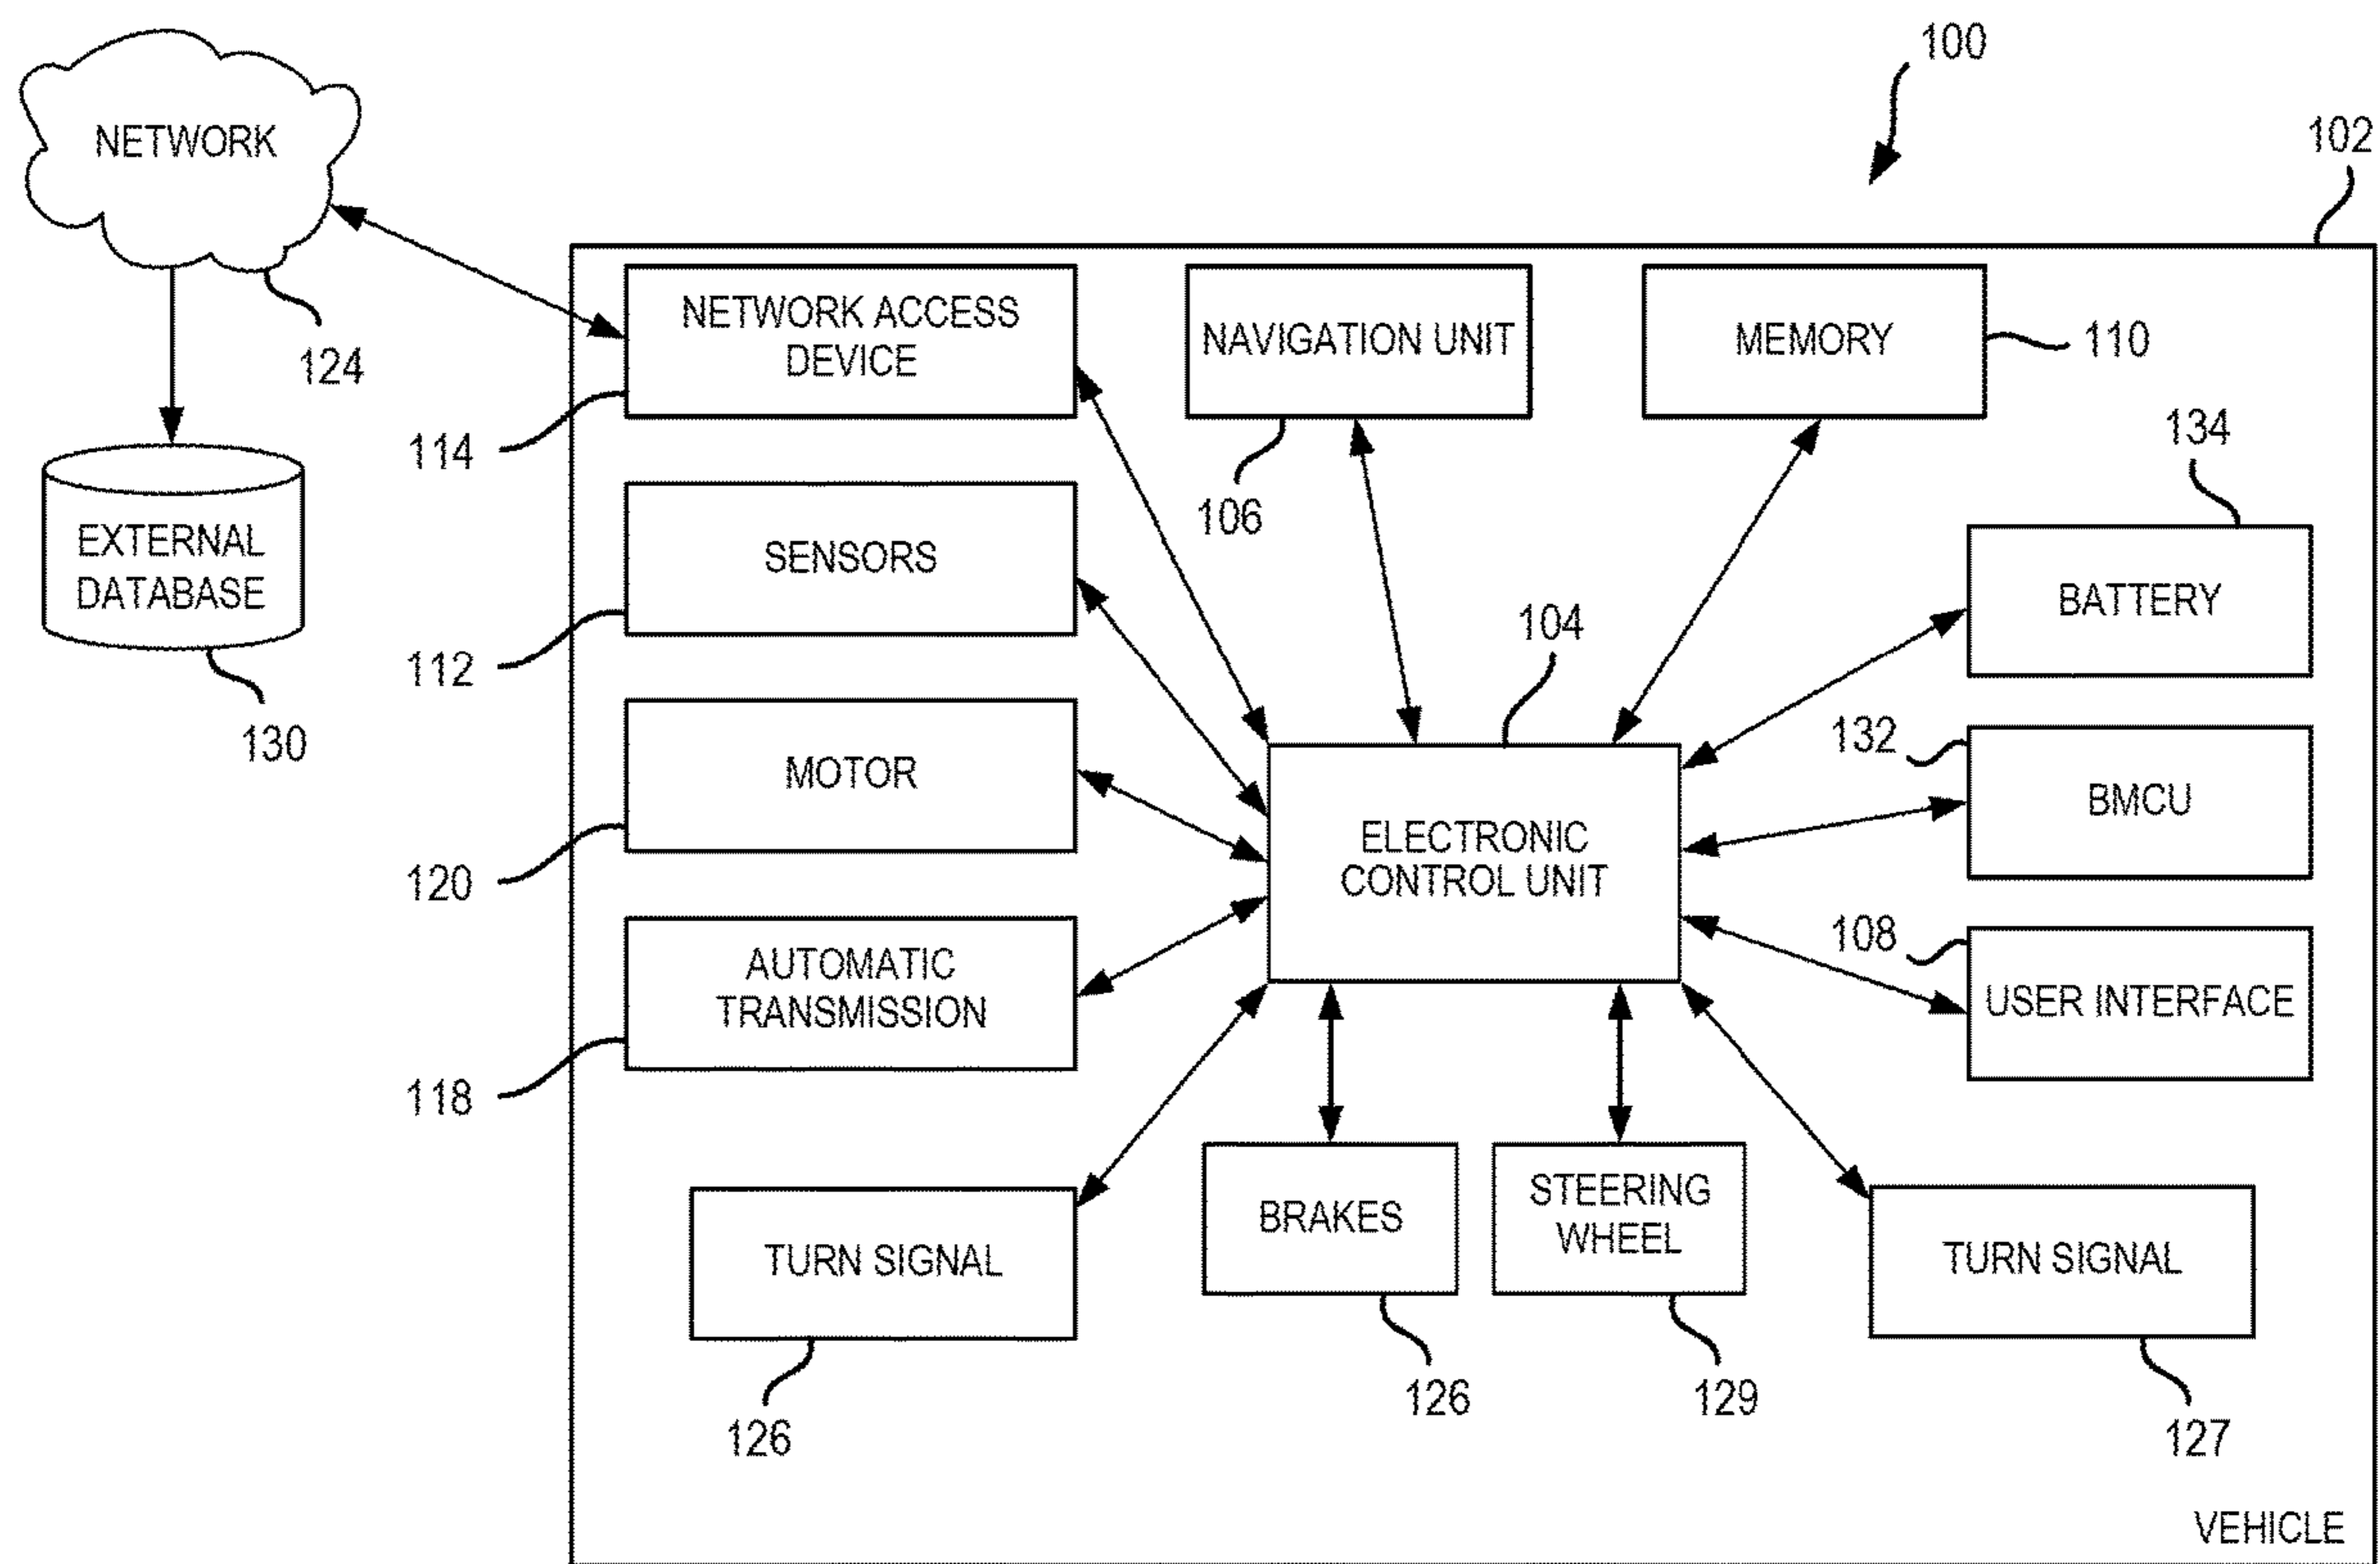 100
102
NETWORK
124
NETWORK ACCESS
DEVICE
114
NAVIGATION UNIT
106
MEMORY
110
EXTERNAL
DATABASE
130
SENSORS
112
134
BATTERY
104
ELECTRONIC
CONTROL UNIT
132
BMCU
MOTOR
120
108
USER INTERFACE
AUTOMATIC
TRANSMISSION
118
TURN SIGNAL
126
BRAKES
126
STEERING
WHEEL
129
TURN SIGNAL
127
VEHICLE